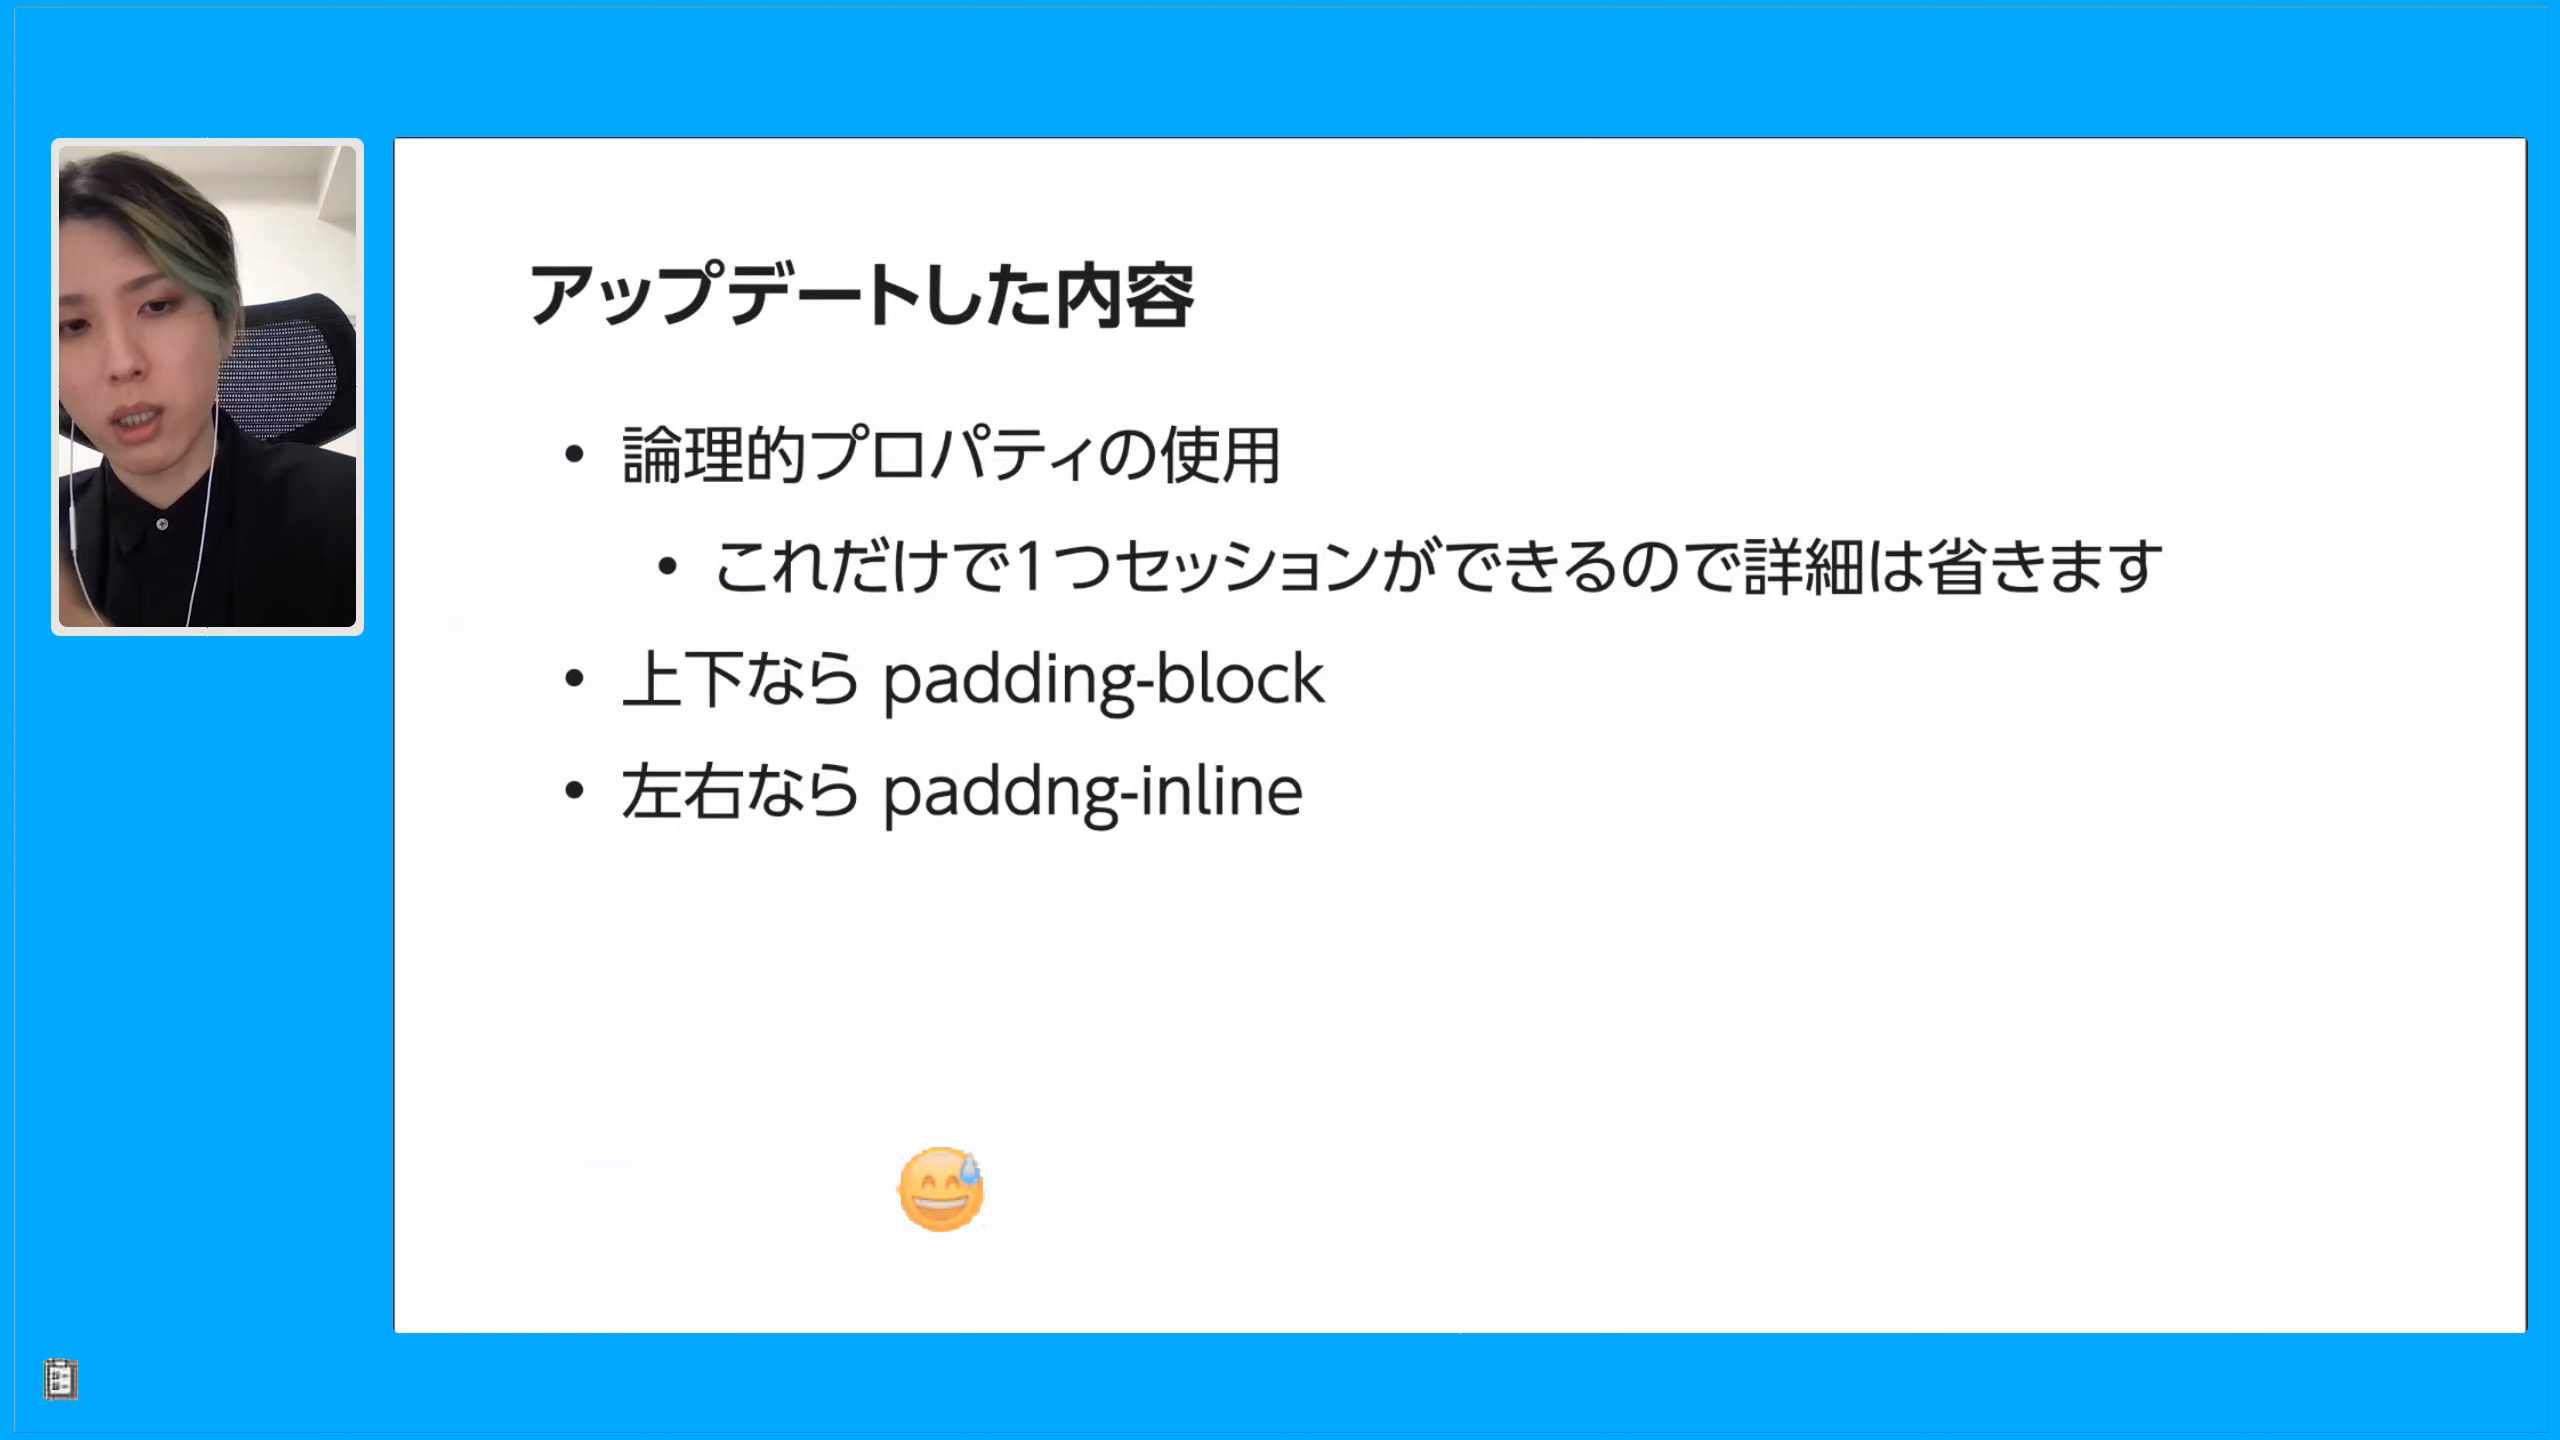 アップデートした内容
• 論理的プロパティの使用
• これだけで1つセッションができるので詳細は省きます
• 上下なら padding-block
• 左右なら paddng-inline